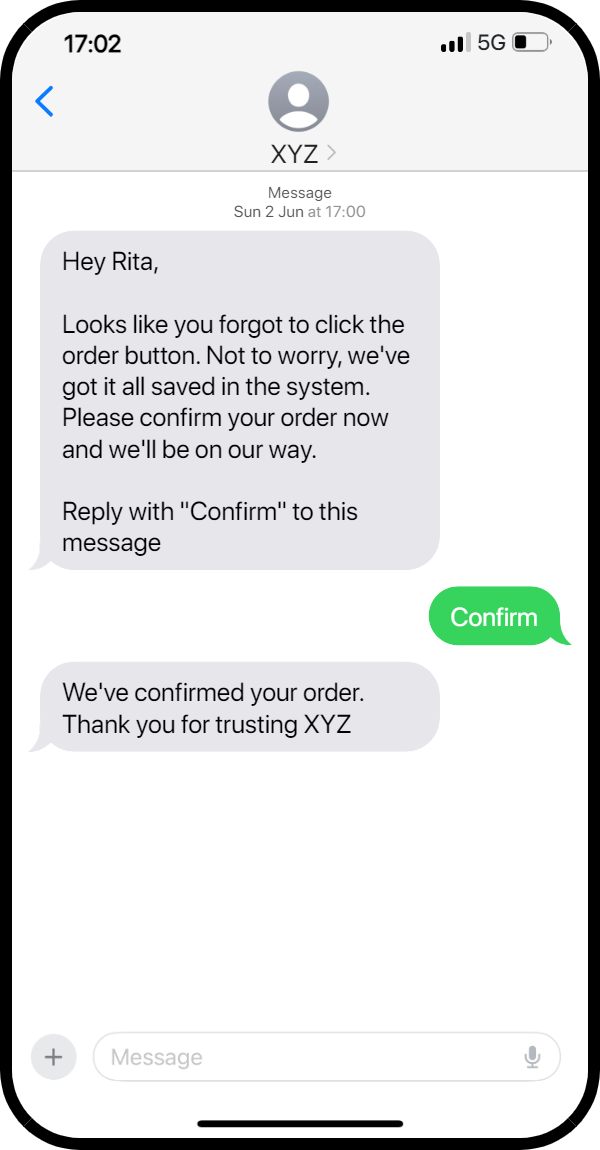 17:02
5G
XYZ
Message
Sun 2 Jun at 17:00
Hey Rita,
Looks like you forgot to click the
order button. Not to worry, we've
got it all saved in the system.
Please confirm your order now
and we'll be on our way.
Reply with "Confirm" to this
message
Confirm
We've confirmed your order.
Thank you for trusting XYZ
Message